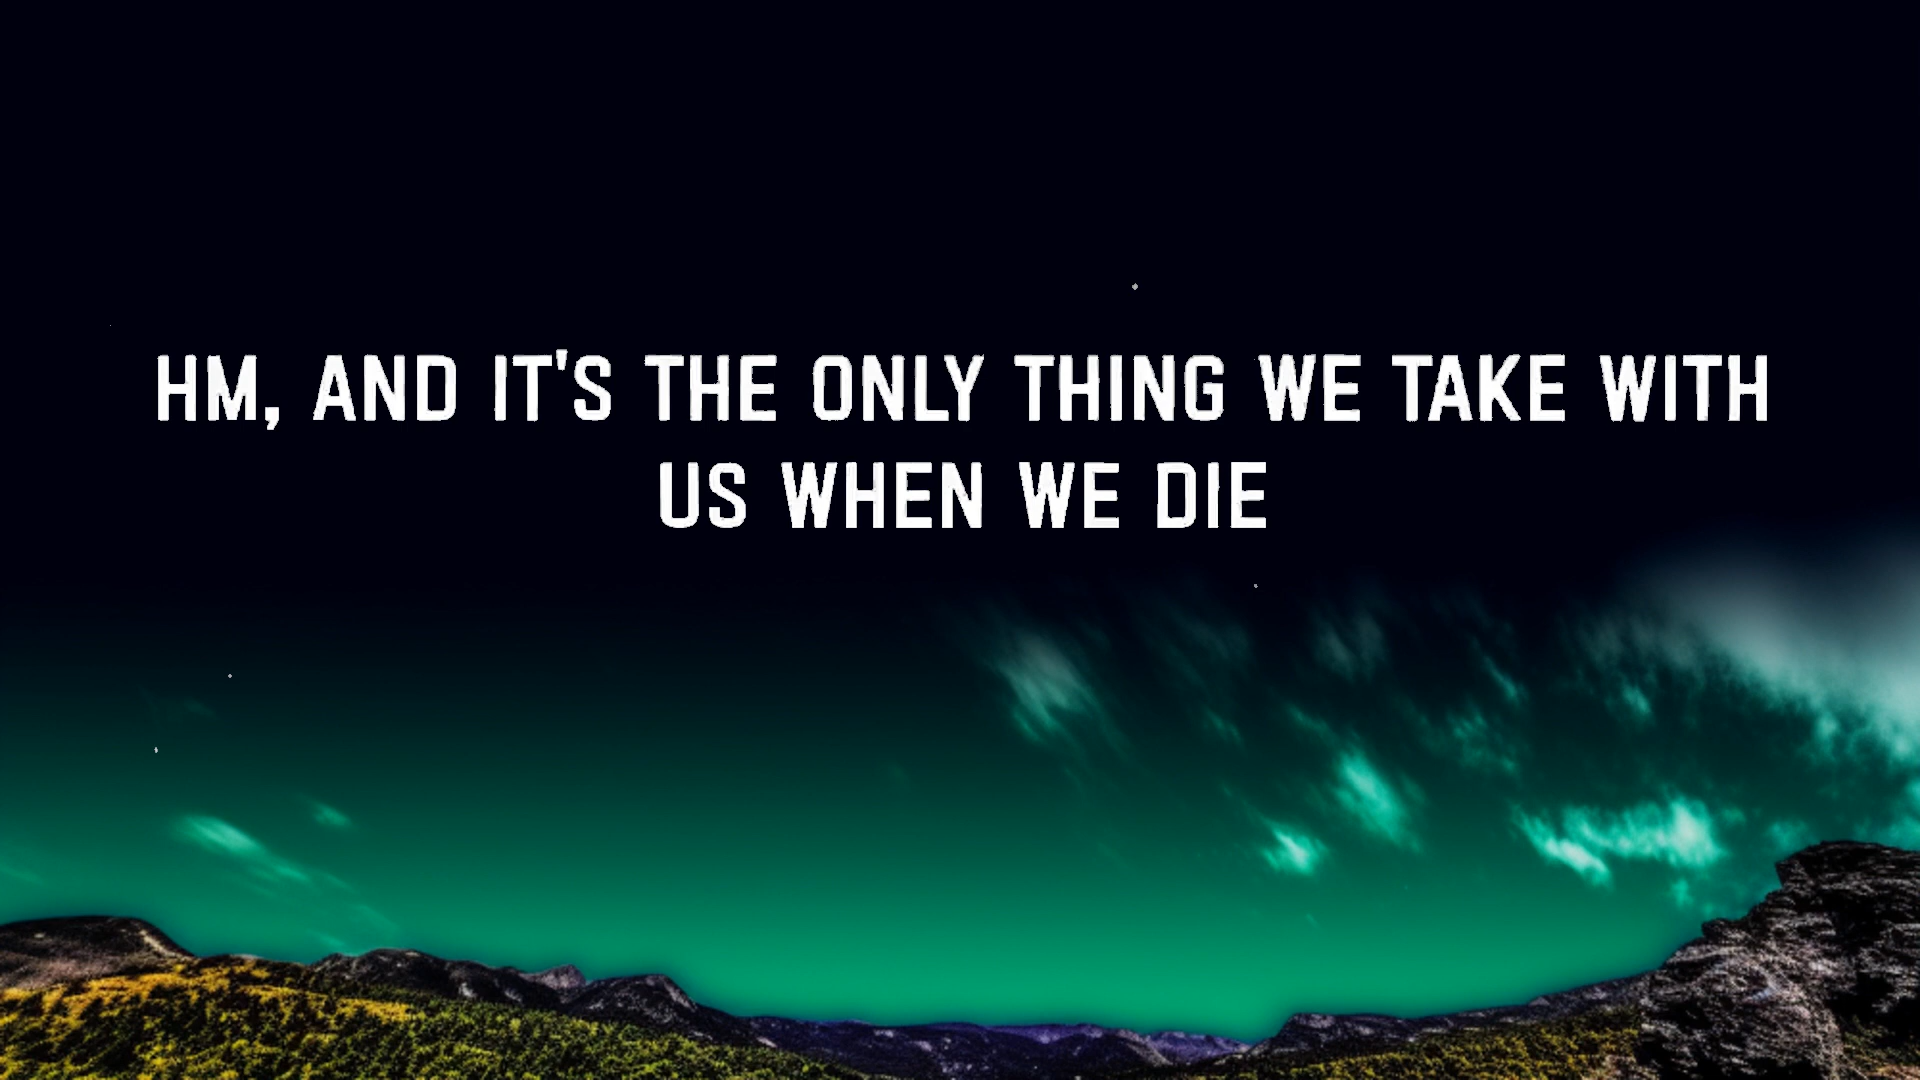 HM, AND IT'S THE ONLY THING WE TAKE WITH
US WHEN WE DIE